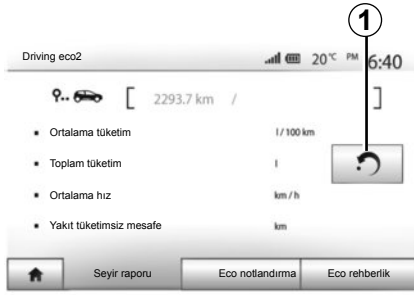 1
Driving eco2 20°C PM 6:40
[ 2293.7 km / ]
Ortalama tüketim l / 100 km
Toplam tüketim l
Ortalama hız km / h
Yakıt tüketimsiz mesafe km
Seyir raporu Eco notlandırma Eco rehberlik